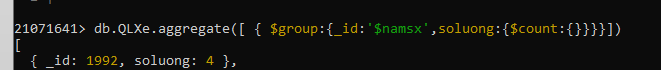 21071641> db.QLXe.aggregate([ { $group:{_id:'$namsx',soluong:{$count:{}}}}])
[
  { _id: 1992, soluong: 4 },